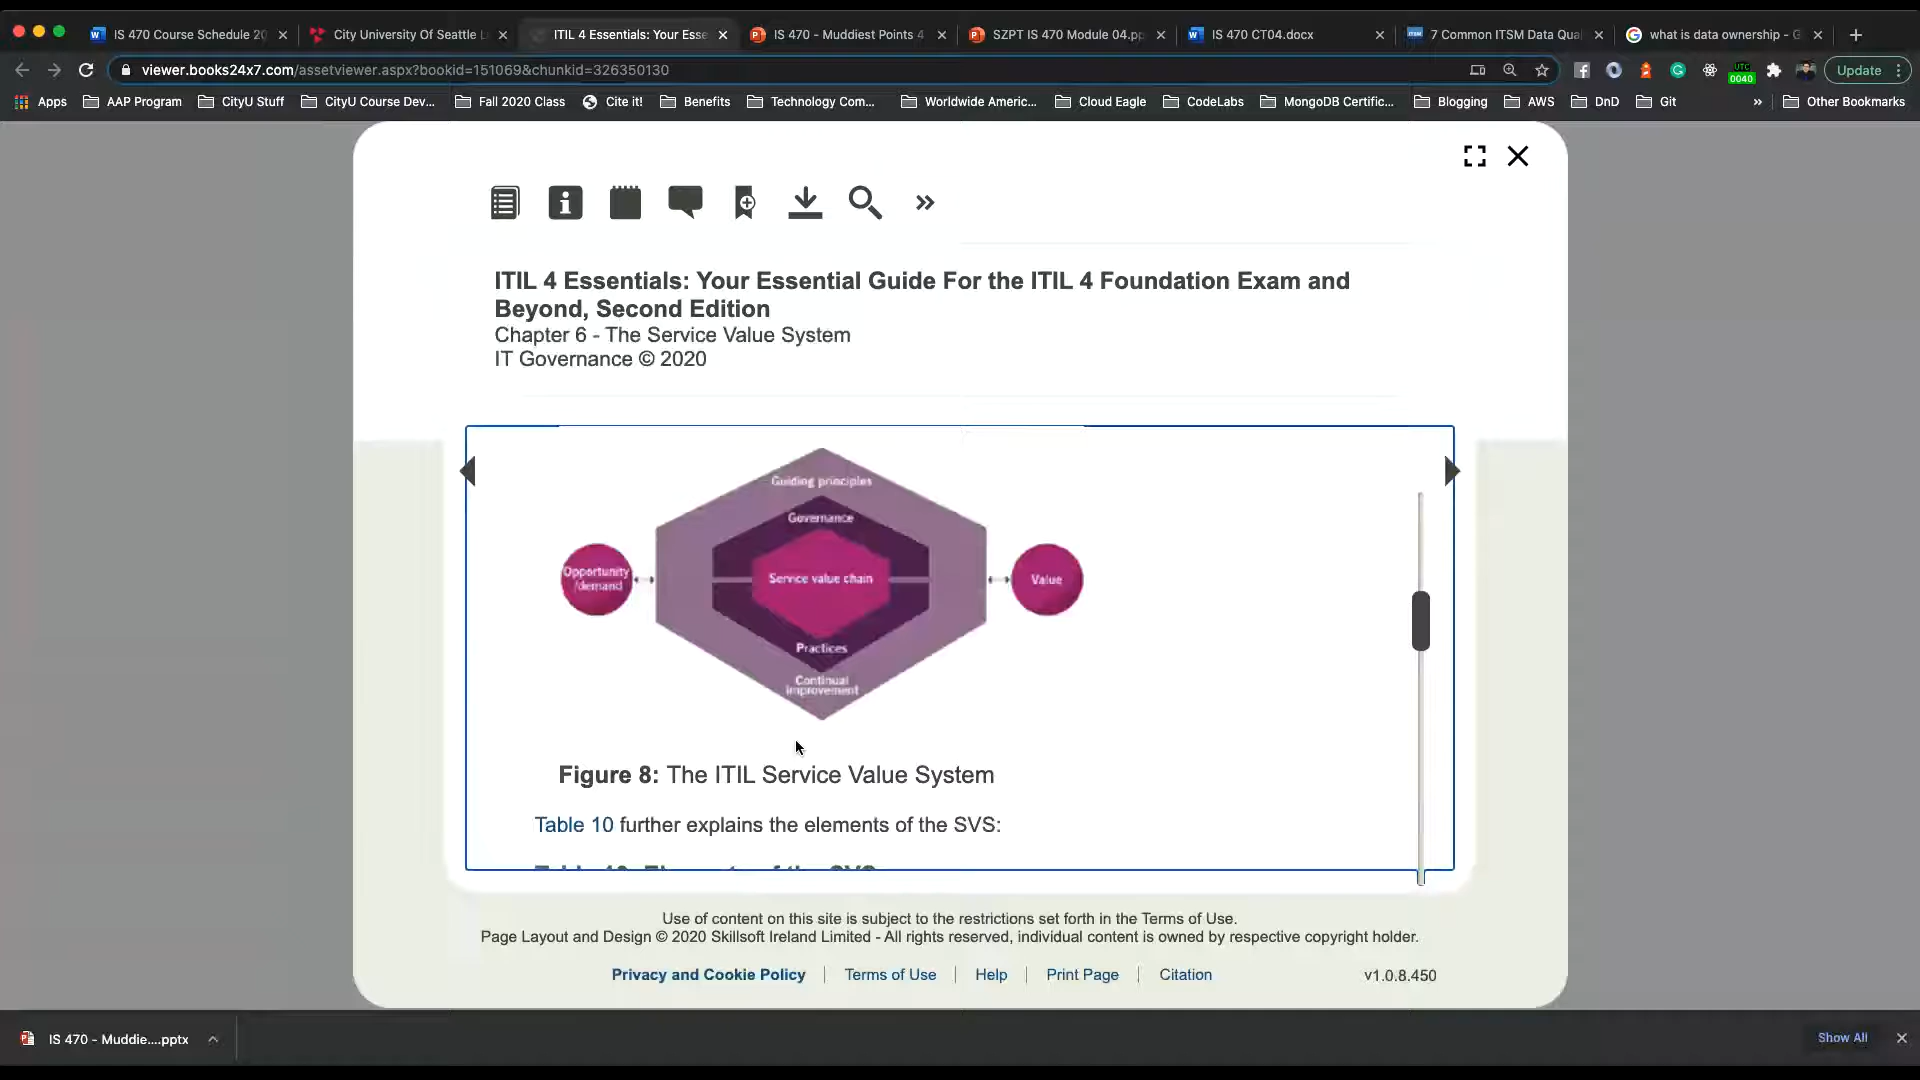 IS 470 Course Schedule 20
City University Of Seattle L
ITIL 4 Essentials: Your Esse
IS 470 - Muddiest Points 4
SZPT IS 470 Module 04.pp
IS 470 CT04.docx
7 Common ITSM Data Qua
what is data ownership - G
viewer.books24x7.com/assetviewer.aspx?bookid=151069&chunkid=326350130
UTC
0040
Update
Apps
AAP Program
CityU Stuff
CityU Course Dev...
Fall 2020 Class
Cite it!
Benefits
Technology Com...
Worldwide Americ...
Cloud Eagle
CodeLabs
MongoDB Certific...
Blogging
AWS
DnD
Git
»
Other Bookmarks
ITIL 4 Essentials: Your Essential Guide For the ITIL 4 Foundation Exam and
Beyond, Second Edition
Chapter 6 - The Service Value System
IT Governance © 2020
Guiding principles
Governance
Opportunity
/demand
Service value chain
Value
Practices
Continual
improvement
Figure 8: The ITIL Service Value System
Table 10 further explains the elements of the SVS:
Use of content on this site is subject to the restrictions set forth in the Terms of Use.
Page Layout and Design © 2020 Skillsoft Ireland Limited - All rights reserved, individual content is owned by respective copyright holder.
Privacy and Cookie Policy | Terms of Use | Help | Print Page | Citation
v1.0.8.450
IS 470 - Muddie....pptx
Show All